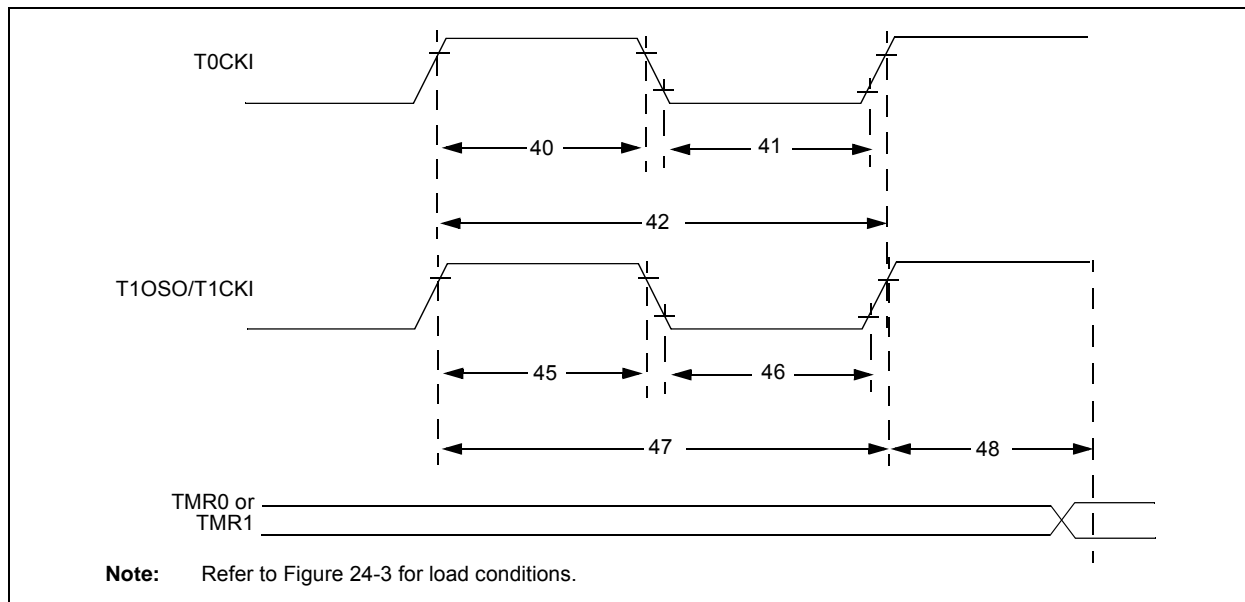 T0CKI
40
41
42
T1OSO/T1CKI
45
46
47
48
TMR0 or
TMR1
Note: Refer to Figure 24-3 for load conditions.